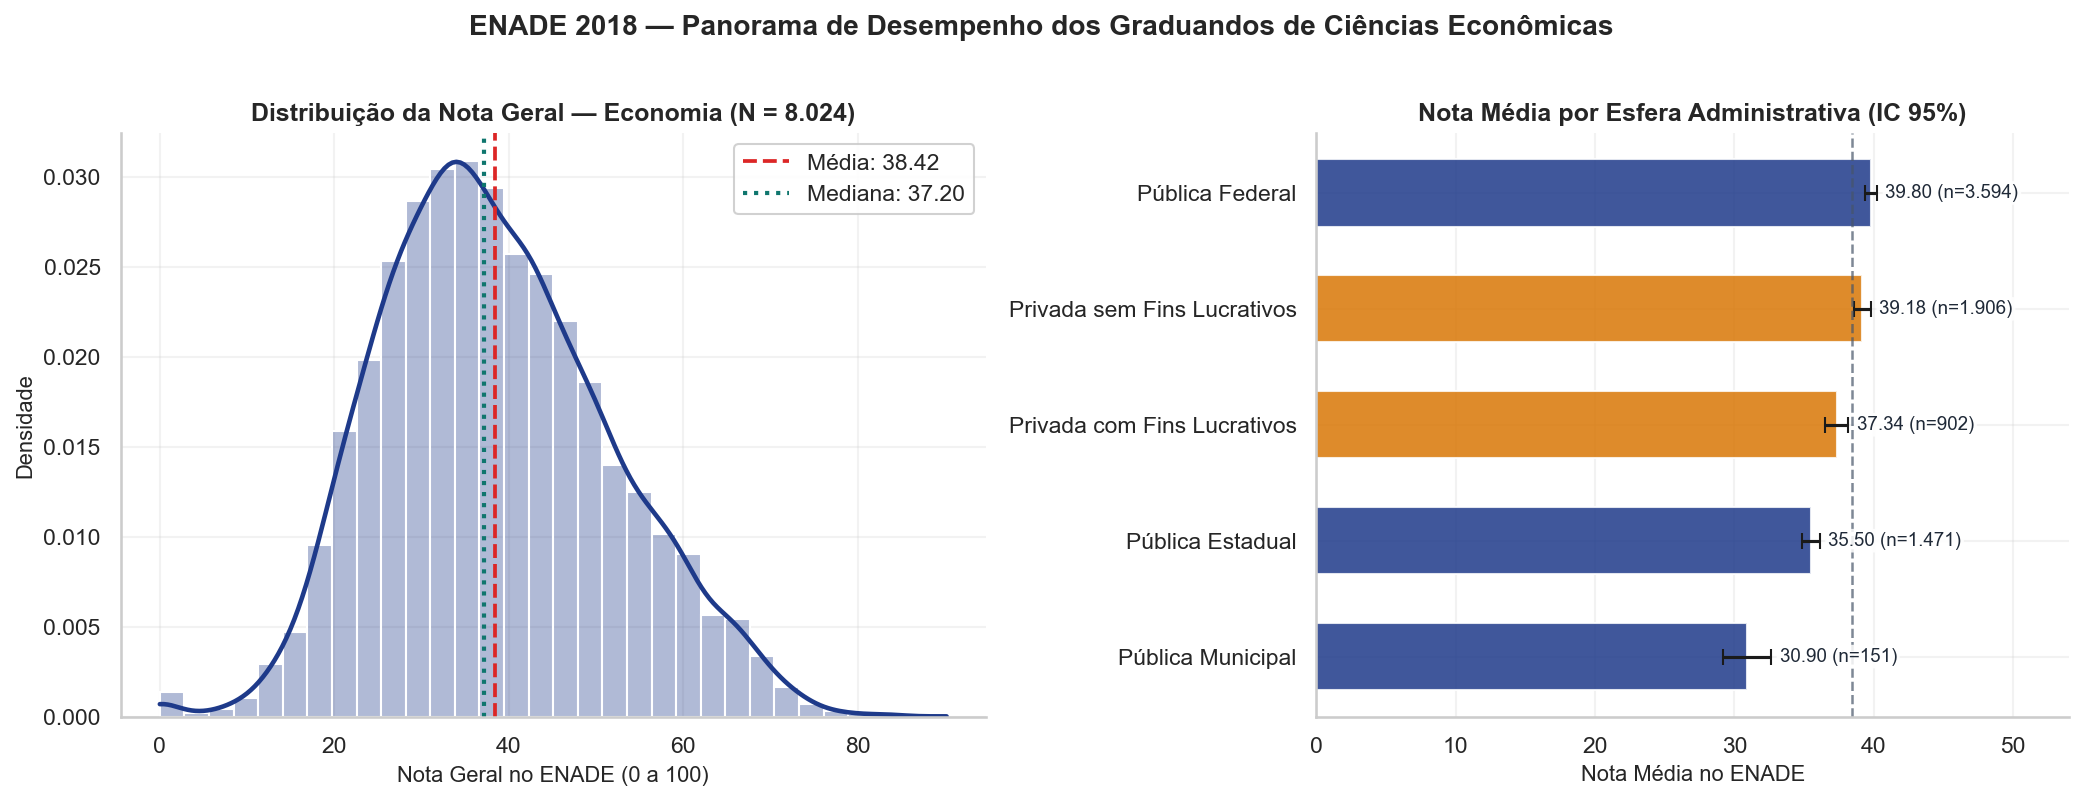 ENADE 2018 — Panorama de Desempenho dos Graduandos de Ciências Econômicas
Distribuição da Nota Geral — Economia (N = 8.024)
Média: 38.42
Mediana: 37.20
Densidade
0.030
0.025
0.020
0.015
0.010
0.005
0.000
0 20 40 60 80
Nota Geral no ENADE (0 a 100)
Nota Média por Esfera Administrativa (IC 95%)
Pública Federal 39.80 (n=3.594)
Privada sem Fins Lucrativos 39.18 (n=1.906)
Privada com Fins Lucrativos 37.34 (n=902)
Pública Estadual 35.50 (n=1.471)
Pública Municipal 30.90 (n=151)
0 10 20 30 40 50
Nota Média no ENADE